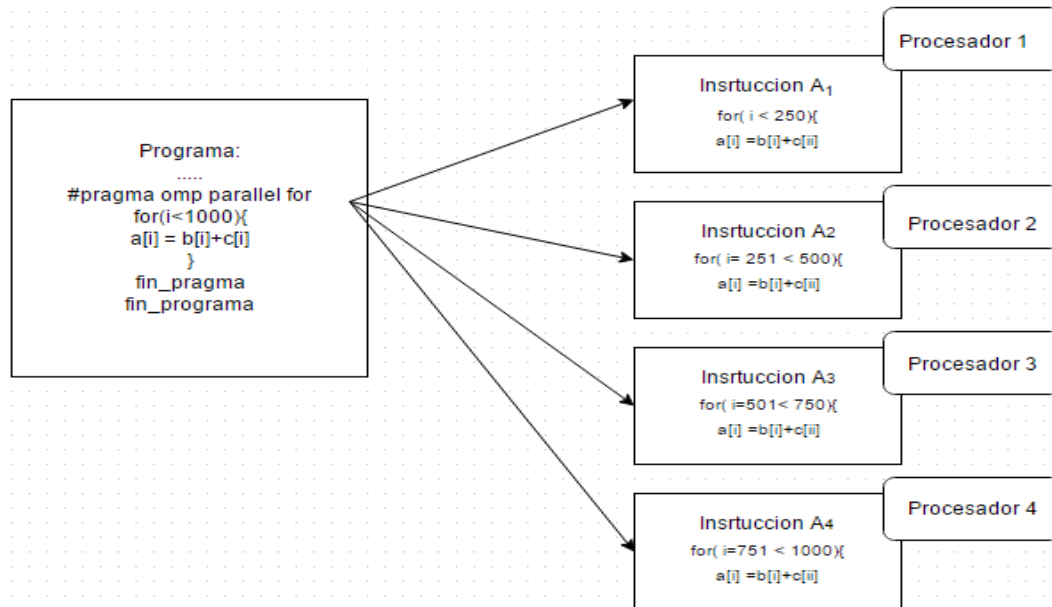 Programa:
.....
#pragma omp parallel for
for(i<1000){
a[i] = b[i]+c[i]
}
fin_pragma
fin_programa
Procesador 1
Insrtuccion A1
for( i < 250){
a[i] =b[i]+c[ii]
Procesador 2
Insrtuccion A2
for( i= 251 < 500){
a[i] =b[i]+c[ii]
Procesador 3
Insrtuccion A3
for( i=501< 750){
a[i] =b[i]+c[ii]
Procesador 4
Insrtuccion A4
for( i=751 < 1000){
a[i] =b[i]+c[ii]